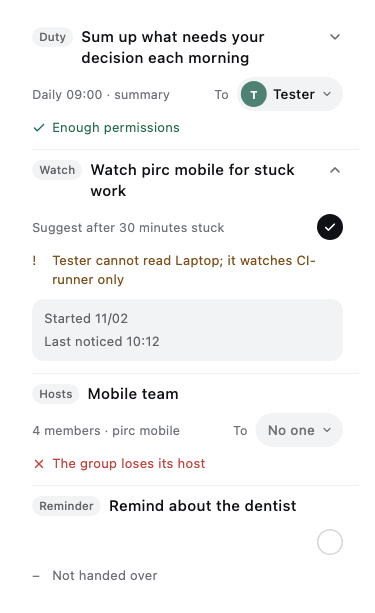 Duty Sum up what needs your
decision each morning
Daily 09:00 · summary To T Tester
Enough permissions
Watch Watch pirc mobile for stuck
work
Suggest after 30 minutes stuck
! Tester cannot read Laptop; it watches CI-
runner only
Started 11/02
Last noticed 10:12
Hosts Mobile team
4 members · pirc mobile To No one
The group loses its host
Reminder Remind about the dentist
– Not handed over